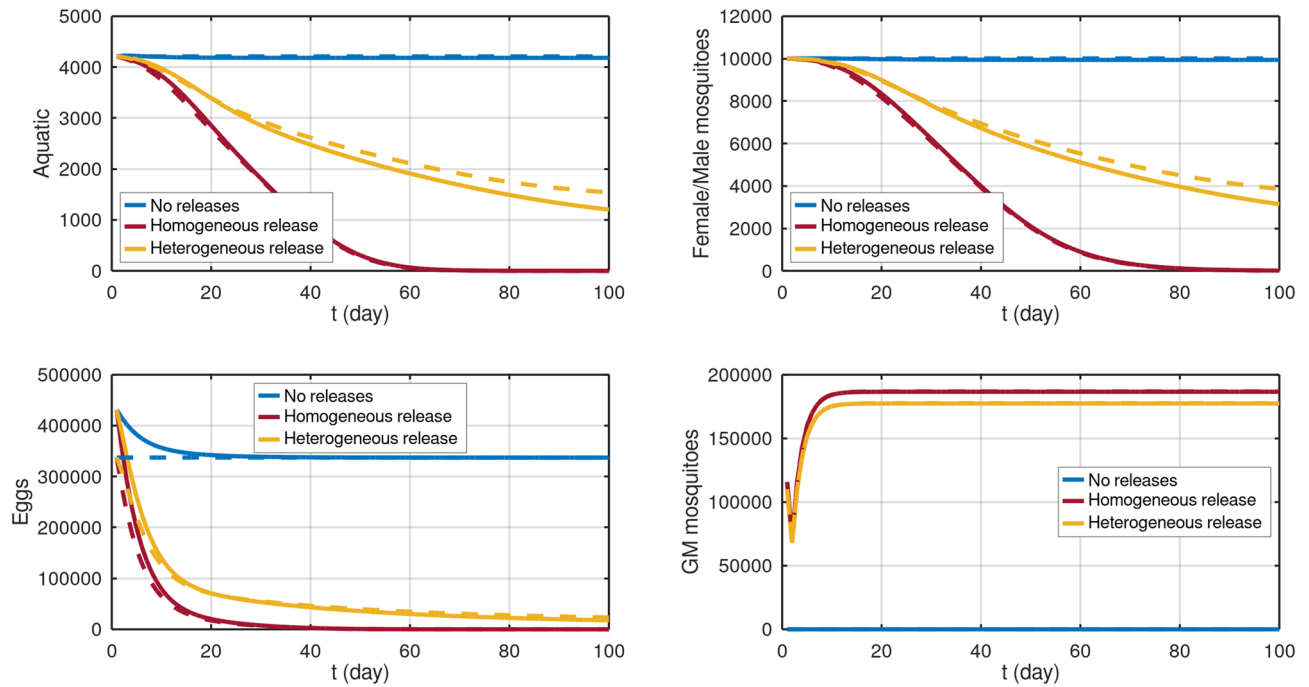 5000
4000
3000
2000
1000
0
Aquatic
No releases
Homogeneous release
Heterogeneous release
0 20 40 60 80 100
t (day)
12000
10000
8000
6000
4000
2000
0
Female/Male mosquitoes
No releases
Homogeneous release
Heterogeneous release
0 20 40 60 80 100
t (day)
500000
400000
300000
200000
100000
0
Eggs
No releases
Homogeneous release
Heterogeneous release
0 20 40 60 80 100
t (day)
200000
150000
100000
50000
0
GM mosquitoes
No releases
Homogeneous release
Heterogeneous release
0 20 40 60 80 100
t (day)